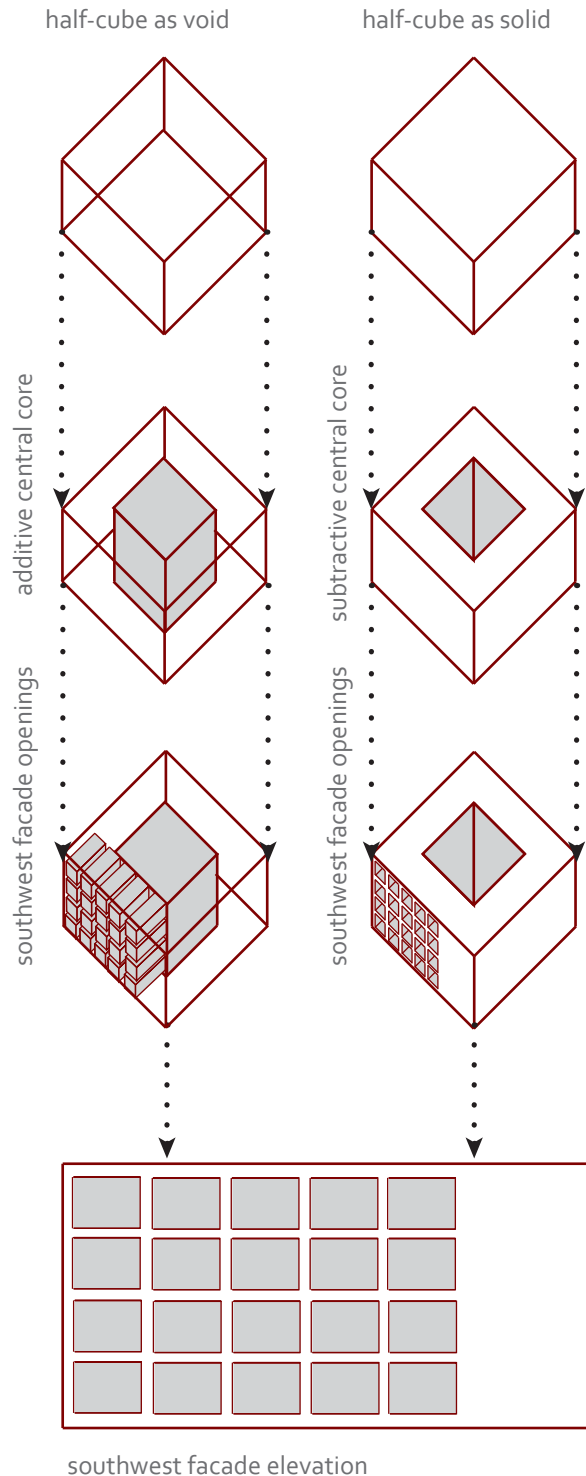 half-cube as void
half-cube as solid
additive central core
subtractive central core
southwest facade openings
southwest facade openings
southwest facade elevation